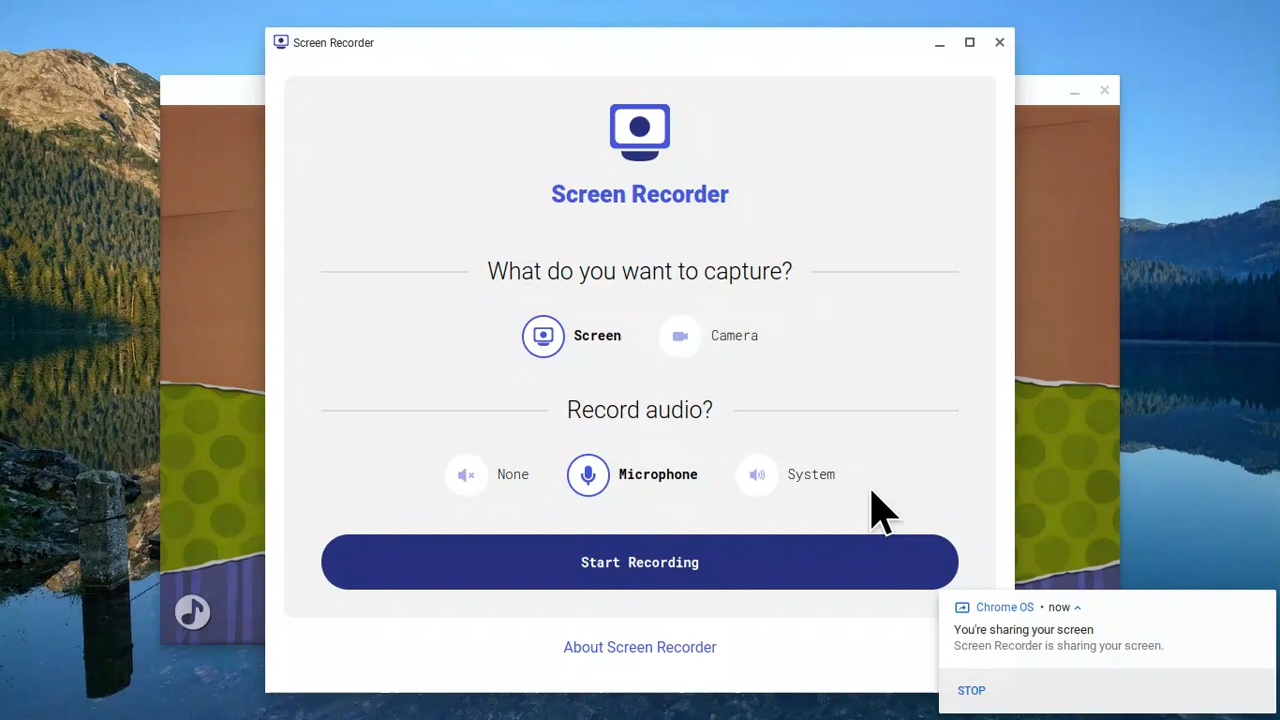 Screen Recorder
Screen Recorder
What do you want to capture?
Screen
Camera
Record audio?
None
Microphone
System
Start Recording
About Screen Recorder
Chrome OS • now
You're sharing your screen
Screen Recorder is sharing your screen.
STOP